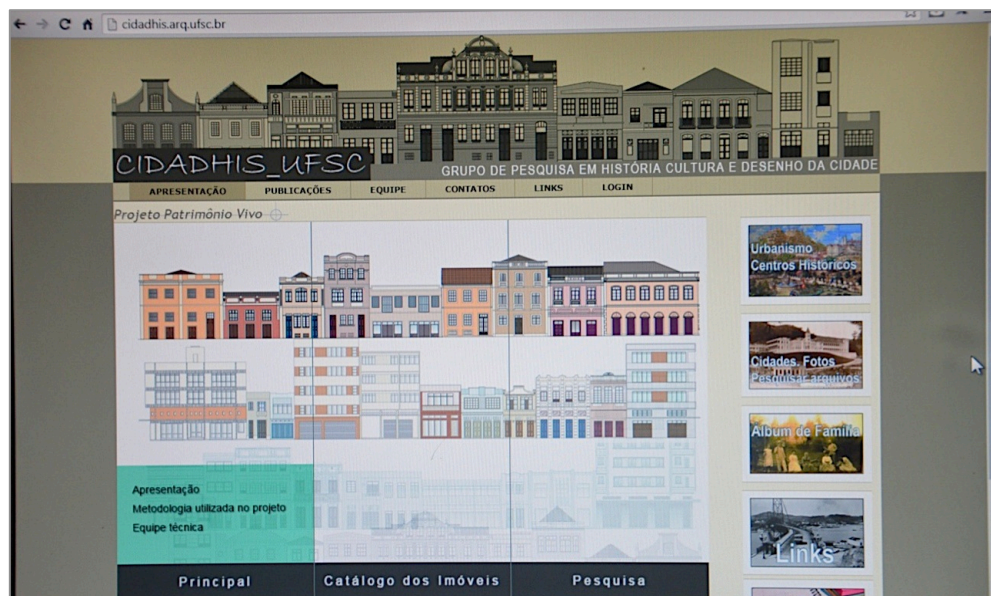 cidadhis.arq.ufsc.br
CIDADHIS_UFSC
GRUPO DE PESQUISA EM HISTÓRIA CULTURA E DESENHO DA CIDADE
APRESENTAÇÃO PUBLICAÇÕES EQUIPE CONTATOS LINKS LOGIN
Projeto Patrimônio Vivo
Urbanismo
Centros Históricos
Cidades. Fotos
Pesquisar arquivos
Álbum de Família
Links
Apresentação
Metodologia utilizada no projeto
Equipe técnica
Principal Catálogo dos Imóveis Pesquisa